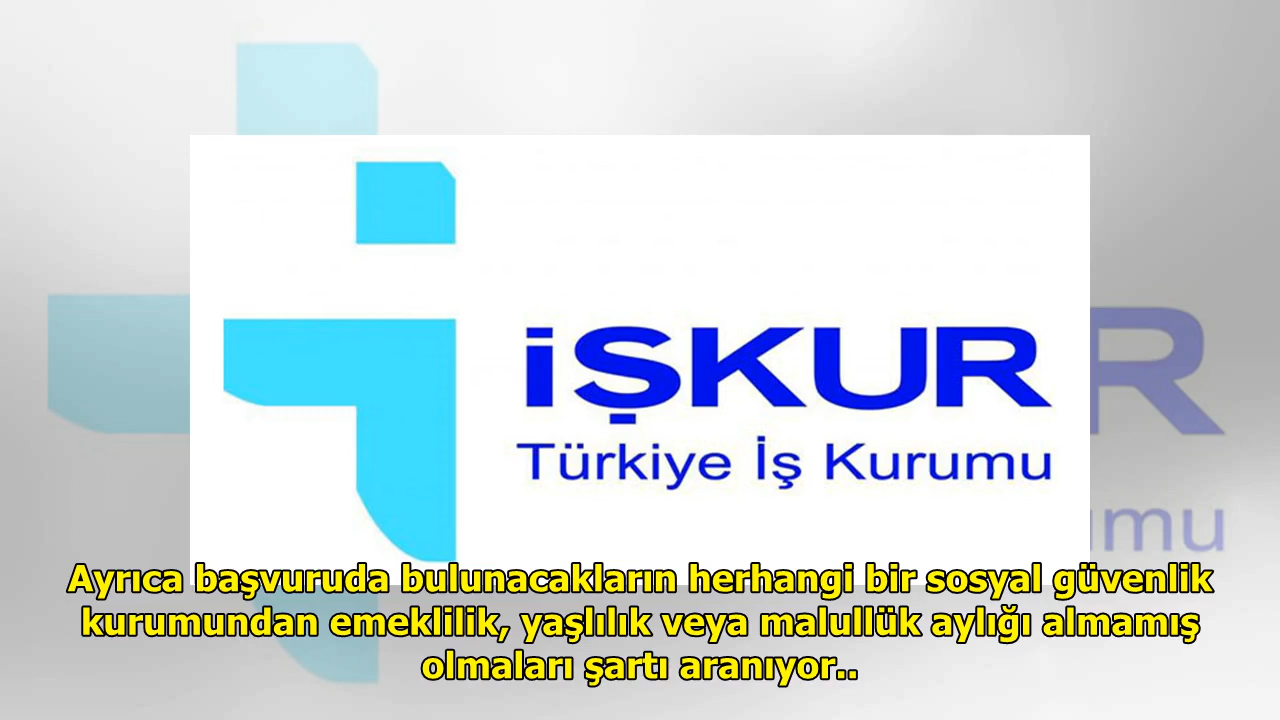 İŞKUR
Türkiye İş Kurumu
R
umu
Ayrıca başvuruda bulunacakların herhangi bir sosyal güvenlik
kurumundan emeklilik, yaşlılık veya malullük aylığı almamış
olmaları şartı aranıyor..